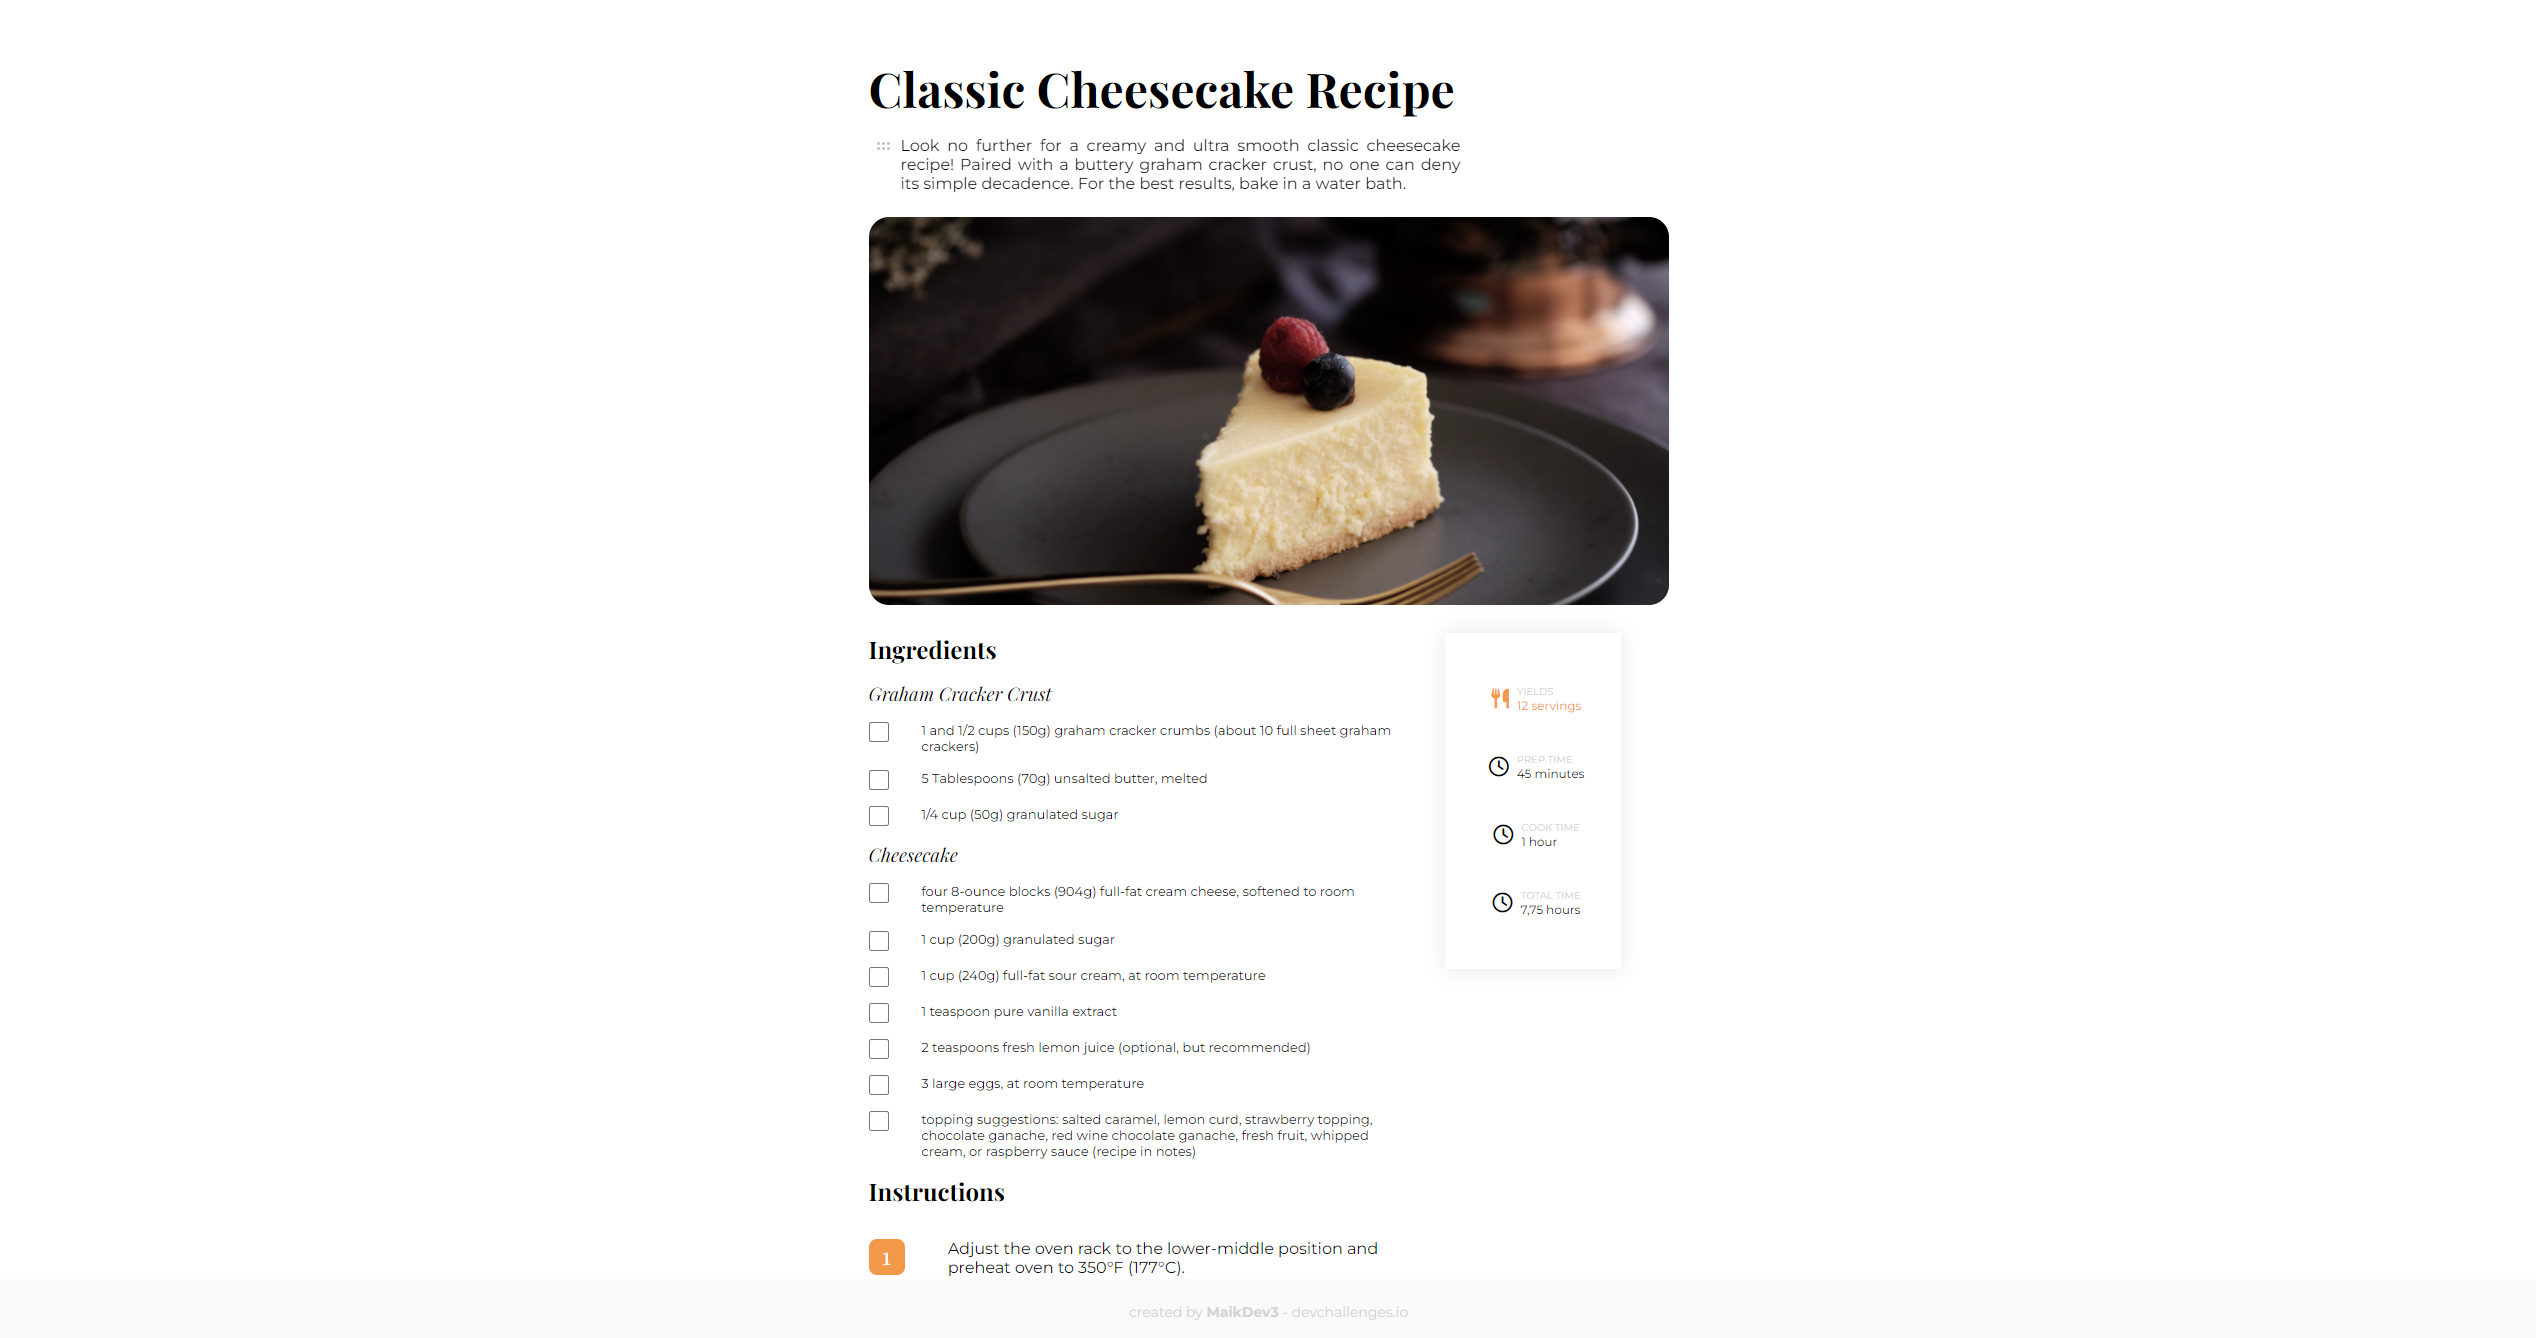 Classic Cheesecake Recipe
Look no further for a creamy and ultra smooth classic cheesecake
recipe! Paired with a buttery graham cracker crust, no one can deny
its simple decadence. For the best results, bake in a water bath.
Ingredients
Graham Cracker Crust
1 and 1/2 cups (150g) graham cracker crumbs (about 10 full sheet graham
crackers)
5 Tablespoons (70g) unsalted butter, melted
1/4 cup (50g) granulated sugar
Cheesecake
four 8-ounce blocks (904g) full-fat cream cheese, softened to room
temperature
1 cup (200g) granulated sugar
1 cup (240g) full-fat sour cream, at room temperature
1 teaspoon pure vanilla extract
2 teaspoons fresh lemon juice (optional, but recommended)
3 large eggs, at room temperature
topping suggestions: salted caramel, lemon curd, strawberry topping,
chocolate ganache, red wine chocolate ganache, fresh fruit, whipped
cream, or raspberry sauce (recipe in notes)
YIELDS
12 servings
PREP TIME
45 minutes
COOK TIME
1 hour
TOTAL TIME
7,75 hours
Instructions
1
Adjust the oven rack to the lower-middle position and
preheat oven to 350°F (177°C).
created by MaikDev3 - devchallenges.io